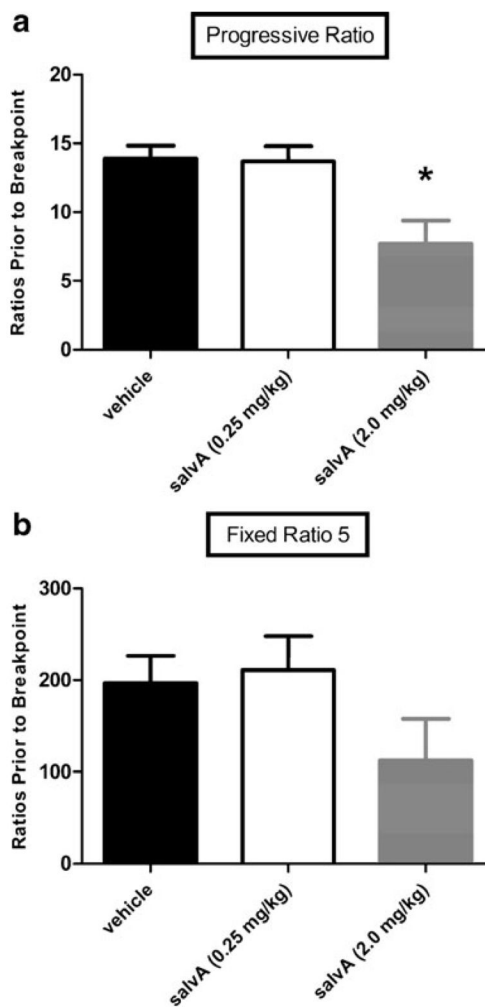 a
Progressive Ratio
Ratios Prior to Breakpoint
20
15
10
5
0
*
vehicle
salvA (0.25 mg/kg)
salvA (2.0 mg/kg)
b
Fixed Ratio 5
Ratios Prior to Breakpoint
300
200
100
0
vehicle
salvA (0.25 mg/kg)
salvA (2.0 mg/kg)